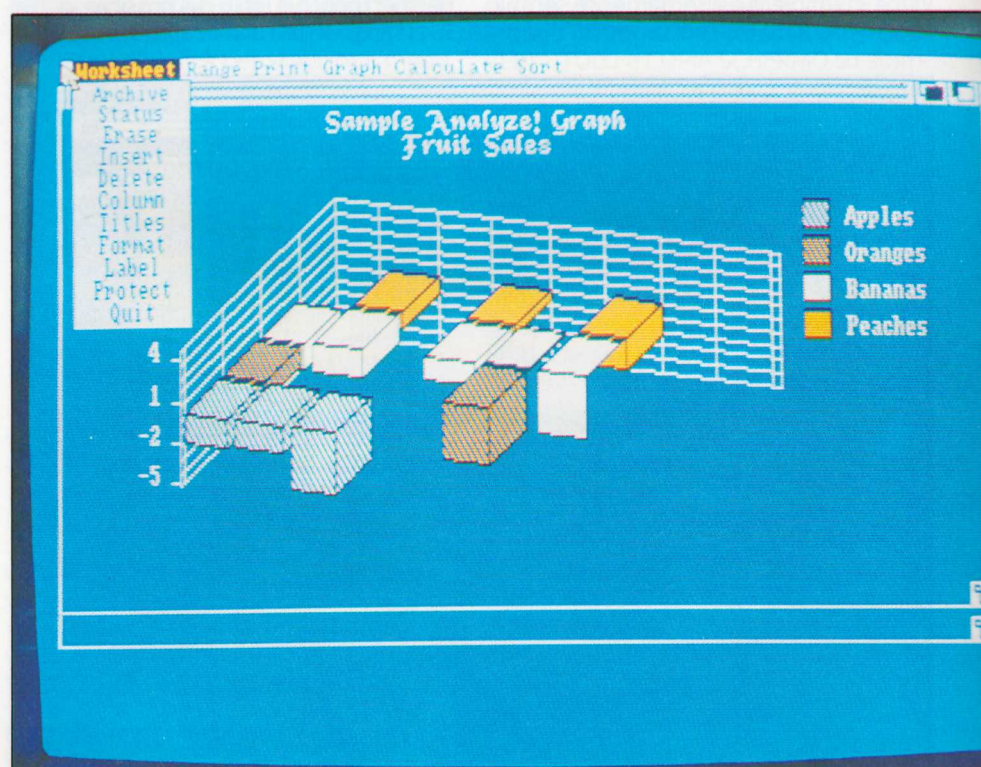 Worksheet Range Print Graph Calculate Sort
Archive
Status
Erase
Insert
Delete
Column
Titles
Format
Label
Protect
Quit
Sample Analyze! Graph
Fruit Sales
Apples
Oranges
Bananas
Peaches
4
1
-2
-5